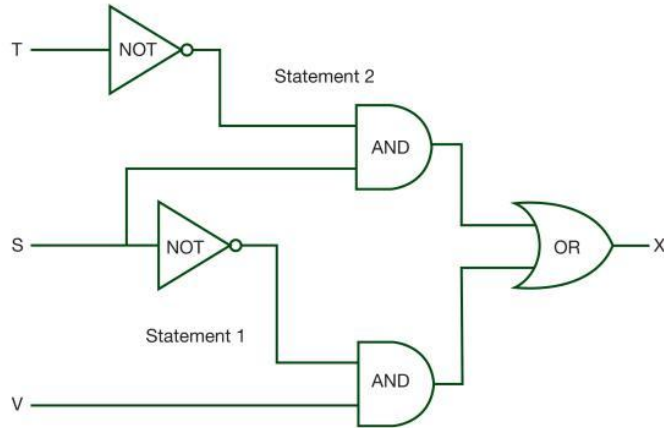 T
NOT
Statement 2
AND
S
NOT
OR
X
Statement 1
AND
V